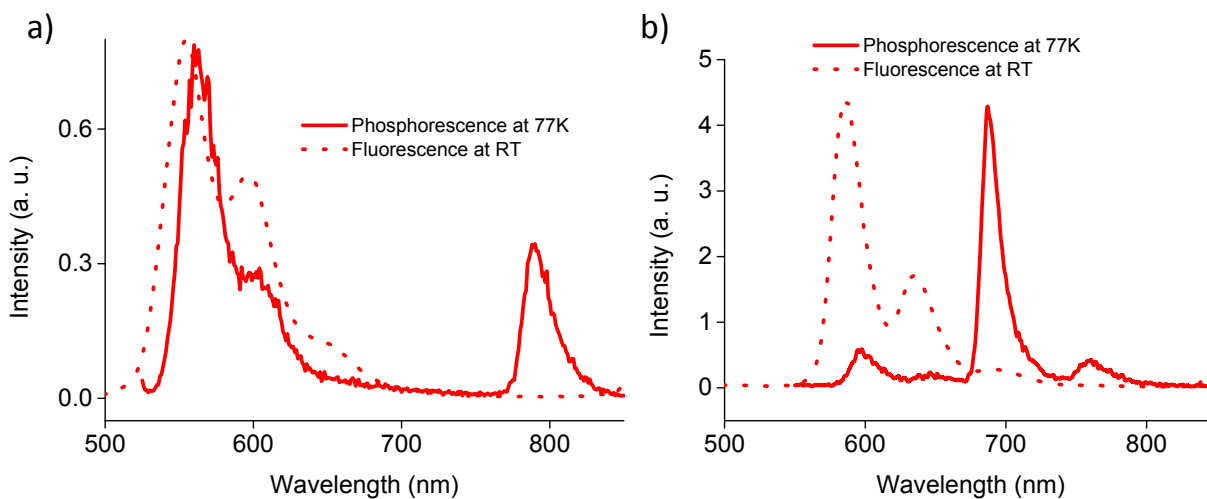 a)
Phosphorescence at 77K
Fluorescence at RT
Intensity (a. u.)
0.6
0.3
0.0
500 600 700 800
Wavelength (nm)
b)
Phosphorescence at 77K
Fluorescence at RT
Intensity (a. u.)
5
4
3
2
1
0
500 600 700 800
Wavelength (nm)